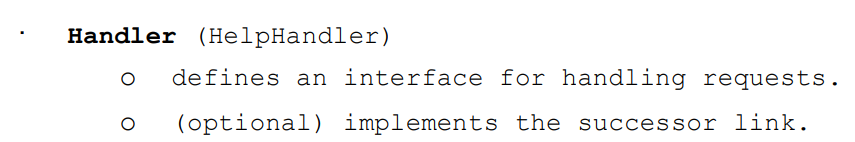 · Handler (HelpHandler)
o defines an interface for handling requests.
o (optional) implements the successor link.